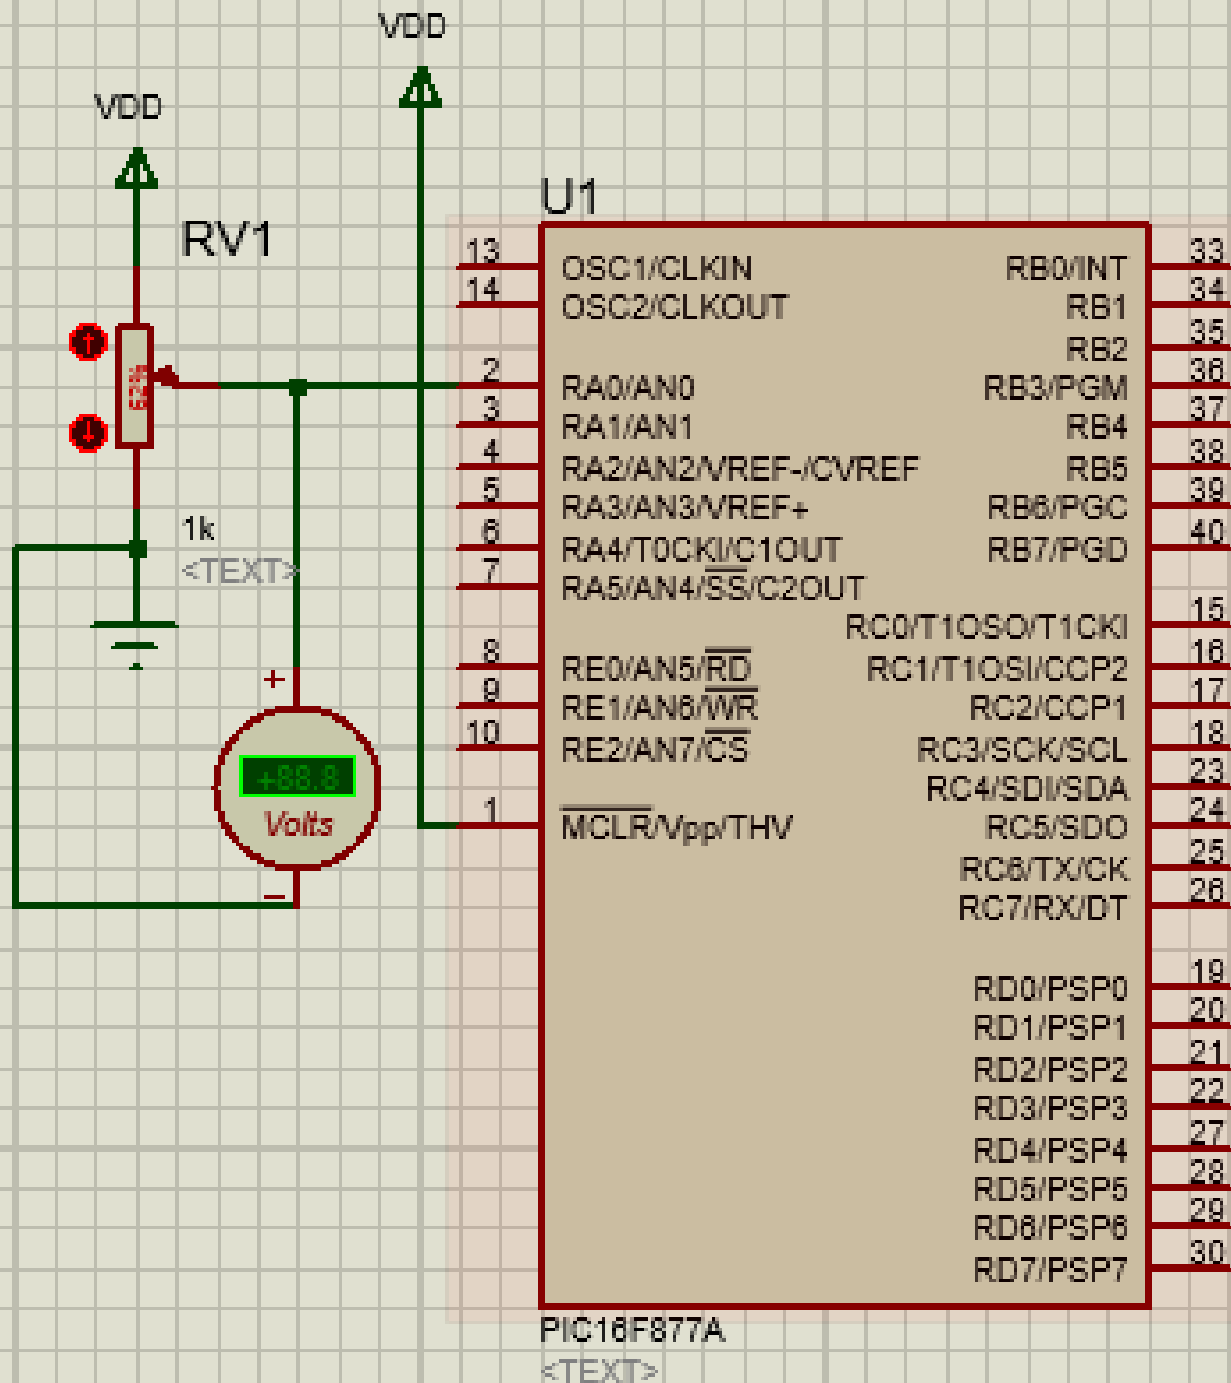 VDD
VDD
RV1
62%
1k
<TEXT>
+
+88.8
Volts
−
U1
13 OSC1/CLKIN RB0/INT 33
14 OSC2/CLKOUT RB1 34
RB2 35
2 RA0/AN0 RB3/PGM 36
3 RA1/AN1 RB4 37
4 RA2/AN2/VREF-/CVREF RB5 38
5 RA3/AN3/VREF+ RB6/PGC 39
6 RA4/T0CKI/C1OUT RB7/PGD 40
7 RA5/AN4/SS/C2OUT
RC0/T1OSO/T1CKI 15
8 RE0/AN5/RD RC1/T1OSI/CCP2 16
9 RE1/AN6/WR RC2/CCP1 17
10 RE2/AN7/CS RC3/SCK/SCL 18
RC4/SDI/SDA 23
1 MCLR/Vpp/THV RC5/SDO 24
RC6/TX/CK 25
RC7/RX/DT 26
RD0/PSP0 19
RD1/PSP1 20
RD2/PSP2 21
RD3/PSP3 22
RD4/PSP4 27
RD5/PSP5 28
RD6/PSP6 29
RD7/PSP7 30
PIC16F877A
<TEXT>